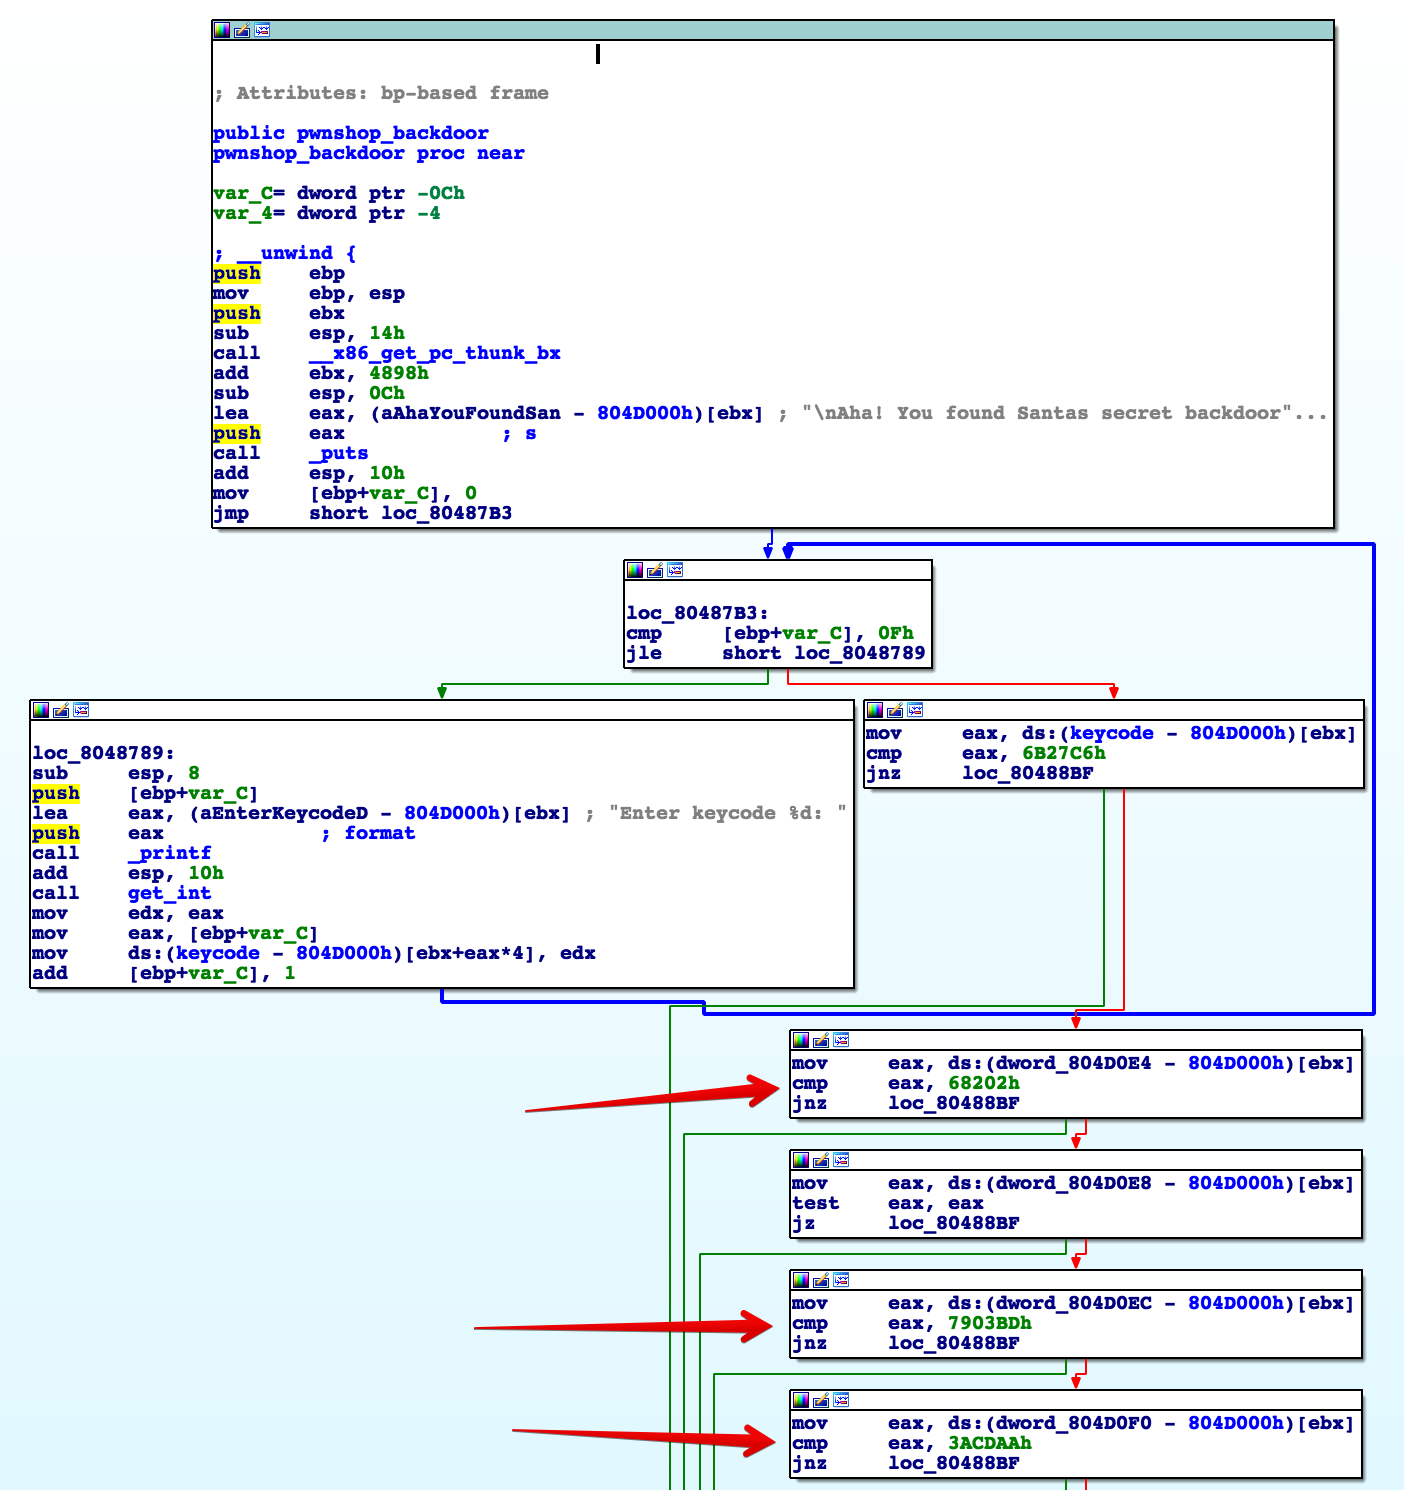 ; Attributes: bp-based frame
public pwnshop_backdoor
pwnshop_backdoor proc near
var_C= dword ptr -0Ch
var_4= dword ptr -4
; __unwind {
push ebp
mov ebp, esp
push ebx
sub esp, 14h
call __x86_get_pc_thunk_bx
add ebx, 4898h
sub esp, 0Ch
lea eax, (aAhaYouFoundSan - 804D000h)[ebx] ; "\nAha! You found Santas secret backdoor"...
push eax ; s
call _puts
add esp, 10h
mov [ebp+var_C], 0
jmp short loc_80487B3
loc_80487B3:
cmp [ebp+var_C], 0Fh
jle short loc_8048789
loc_8048789:
sub esp, 8
push [ebp+var_C]
lea eax, (aEnterKeycodeD - 804D000h)[ebx] ; "Enter keycode %d: "
push eax ; format
call _printf
add esp, 10h
call get_int
mov edx, eax
mov eax, [ebp+var_C]
mov ds:(keycode - 804D000h)[ebx+eax*4], edx
add [ebp+var_C], 1
mov eax, ds:(keycode - 804D000h)[ebx]
cmp eax, 6B27C6h
jnz loc_80488BF
mov eax, ds:(dword_804D0E4 - 804D000h)[ebx]
cmp eax, 68202h
jnz loc_80488BF
mov eax, ds:(dword_804D0E8 - 804D000h)[ebx]
test eax, eax
jz loc_80488BF
mov eax, ds:(dword_804D0EC - 804D000h)[ebx]
cmp eax, 7903BDh
jnz loc_80488BF
mov eax, ds:(dword_804D0F0 - 804D000h)[ebx]
cmp eax, 3ACDAAh
jnz loc_80488BF